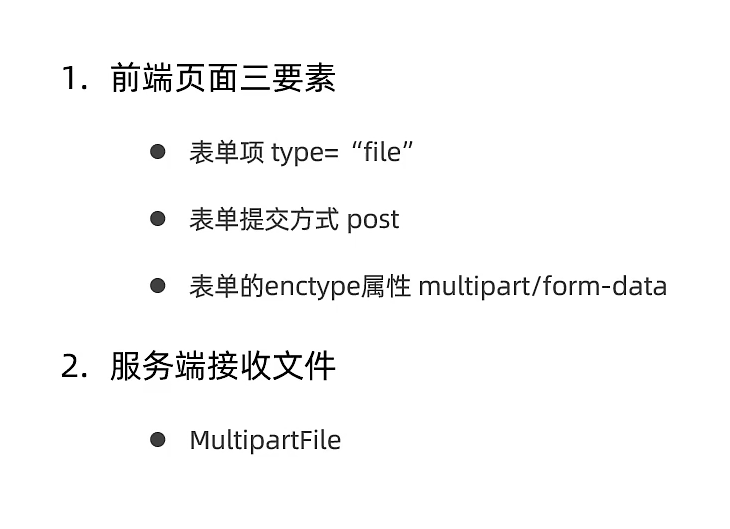 1. 前端页面三要素
● 表单项 type=“file”
● 表单提交方式 post
● 表单的enctype属性 multipart/form-data
2. 服务端接收文件
● MultipartFile